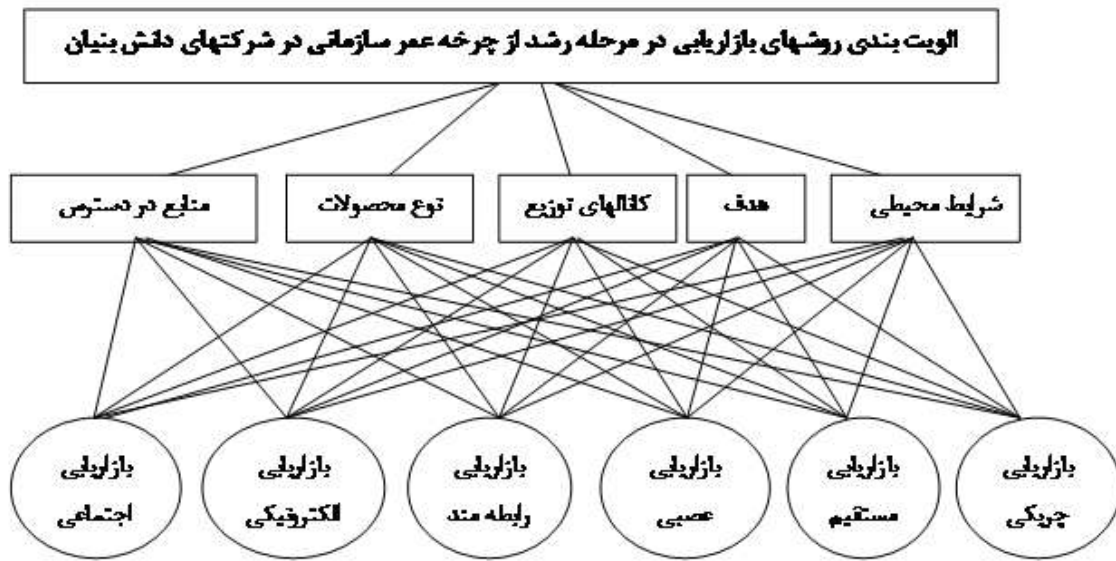 الویت بندی روشهای بازاریابی در مرحله رشد از چرخه عمر سازمانی در شرکتهای دانش بنیان
شرایط محیطی
هدف
کانالهای توزیع
نوع محصولات
منابع در دسترس
بازاریابی
چریکی
بازاریابی
مستقیم
بازاریابی
عصبی
بازاریابی
رابطه مند
بازاریابی
الکترونیکی
بازاریابی
اجتماعی